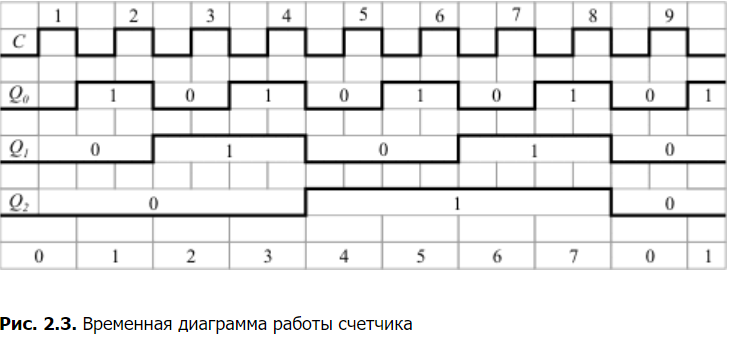 1 2 3 4 5 6 7 8 9
C
Q0 1 0 1 0 1 0 1 0 1
Q1 0 1 0 1 0
Q2 0 1 0
0 1 2 3 4 5 6 7 0 1
Рис. 2.3. Временная диаграмма работы счетчика